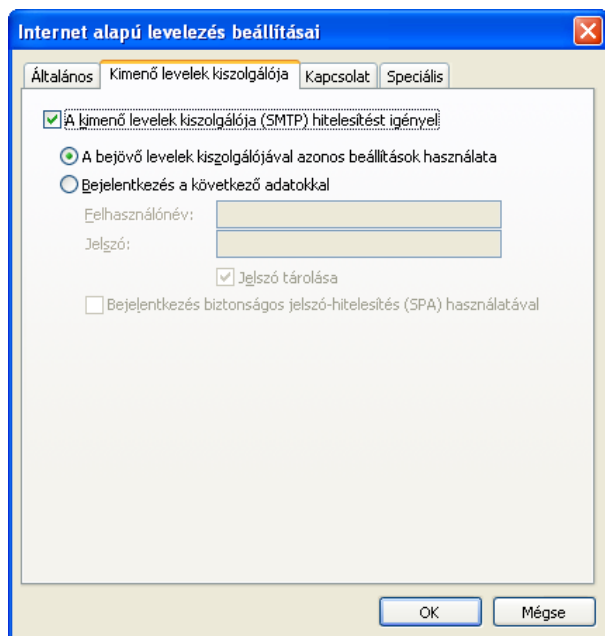 Internet alapú levelezés beállításai
Általános Kimenő levelek kiszolgálója Kapcsolat Speciális
A kimenő levelek kiszolgálója (SMTP) hitelesítést igényel
A bejövő levelek kiszolgálójával azonos beállítások használata
Bejelentkezés a következő adatokkal
Felhasználónév:
Jelszó:
Jelszó tárolása
Bejelentkezés biztonságos jelszó-hitelesítés (SPA) használatával
OK Mégse